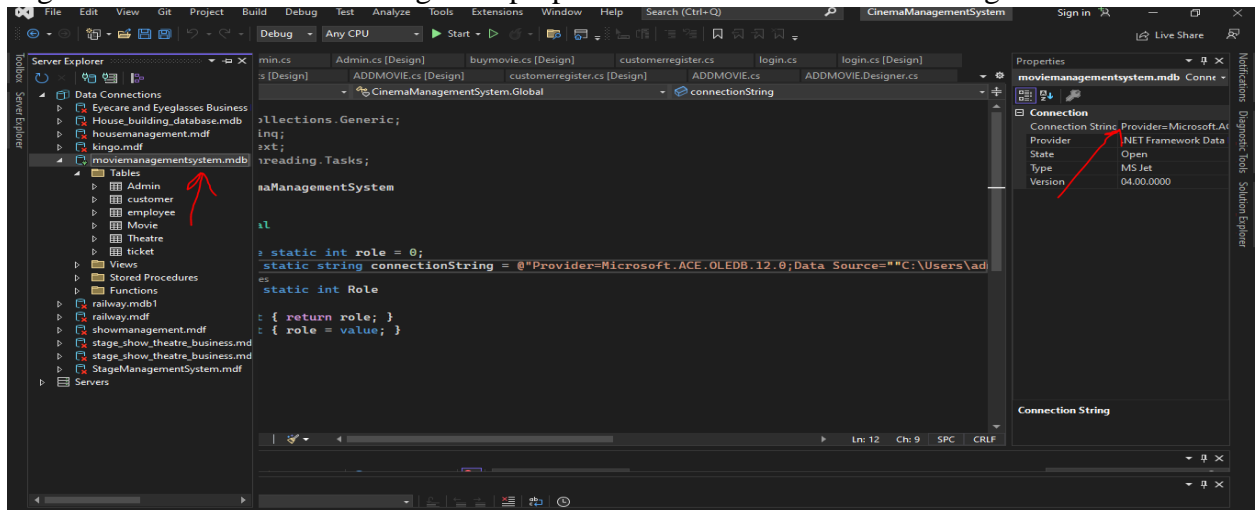 File Edit View Git Project Build Debug Test Analyze Tools Extensions Window Help Search (Ctrl+Q) CinemaManagementSystem Sign in
Debug Any CPU Start Live Share
Toolbox
Server Explorer
Server Explorer
Data Connections
Eyecare and Eyeglasses Business
House_building_database.mdb
housemanagement.mdf
kingo.mdf
moviemanagementsystem.mdb
Tables
Admin
customer
employee
Movie
Theatre
ticket
Views
Stored Procedures
Functions
railway.mdb1
railway.mdf
showmanagement.mdf
stage_show_theatre_business.md
stage_show_theatre_business.md
StageManagementSystem.mdf
Servers
min.cs Admin.cs [Design] buymovie.cs [Design] customerregister.cs login.cs login.cs [Design]
:s [Design] ADDMOVIE.cs [Design] customerregister.cs [Design] ADDMOVIE.cs ADDMOVIE.Designer.cs
CinemaManagementSystem.Global connectionString
ollections.Generic;
inq;
ext;
hreading.Tasks;
maManagementSystem
al
static int role = 0;
static string connectionString = @"Provider=Microsoft.ACE.OLEDB.12.0;Data Source=""C:\Users\ad
es
static int Role
t { return role; }
t { role = value; }
Ln: 12 Ch: 9 SPC CRLF
Properties
moviemanagementsystem.mdb Conne
Connection
Connection String Provider=Microsoft.A
Provider .NET Framework Data
State Open
Type MS Jet
Version 04.00.0000
Connection String
Notifications
Diagnostic Tools
Solution Explorer